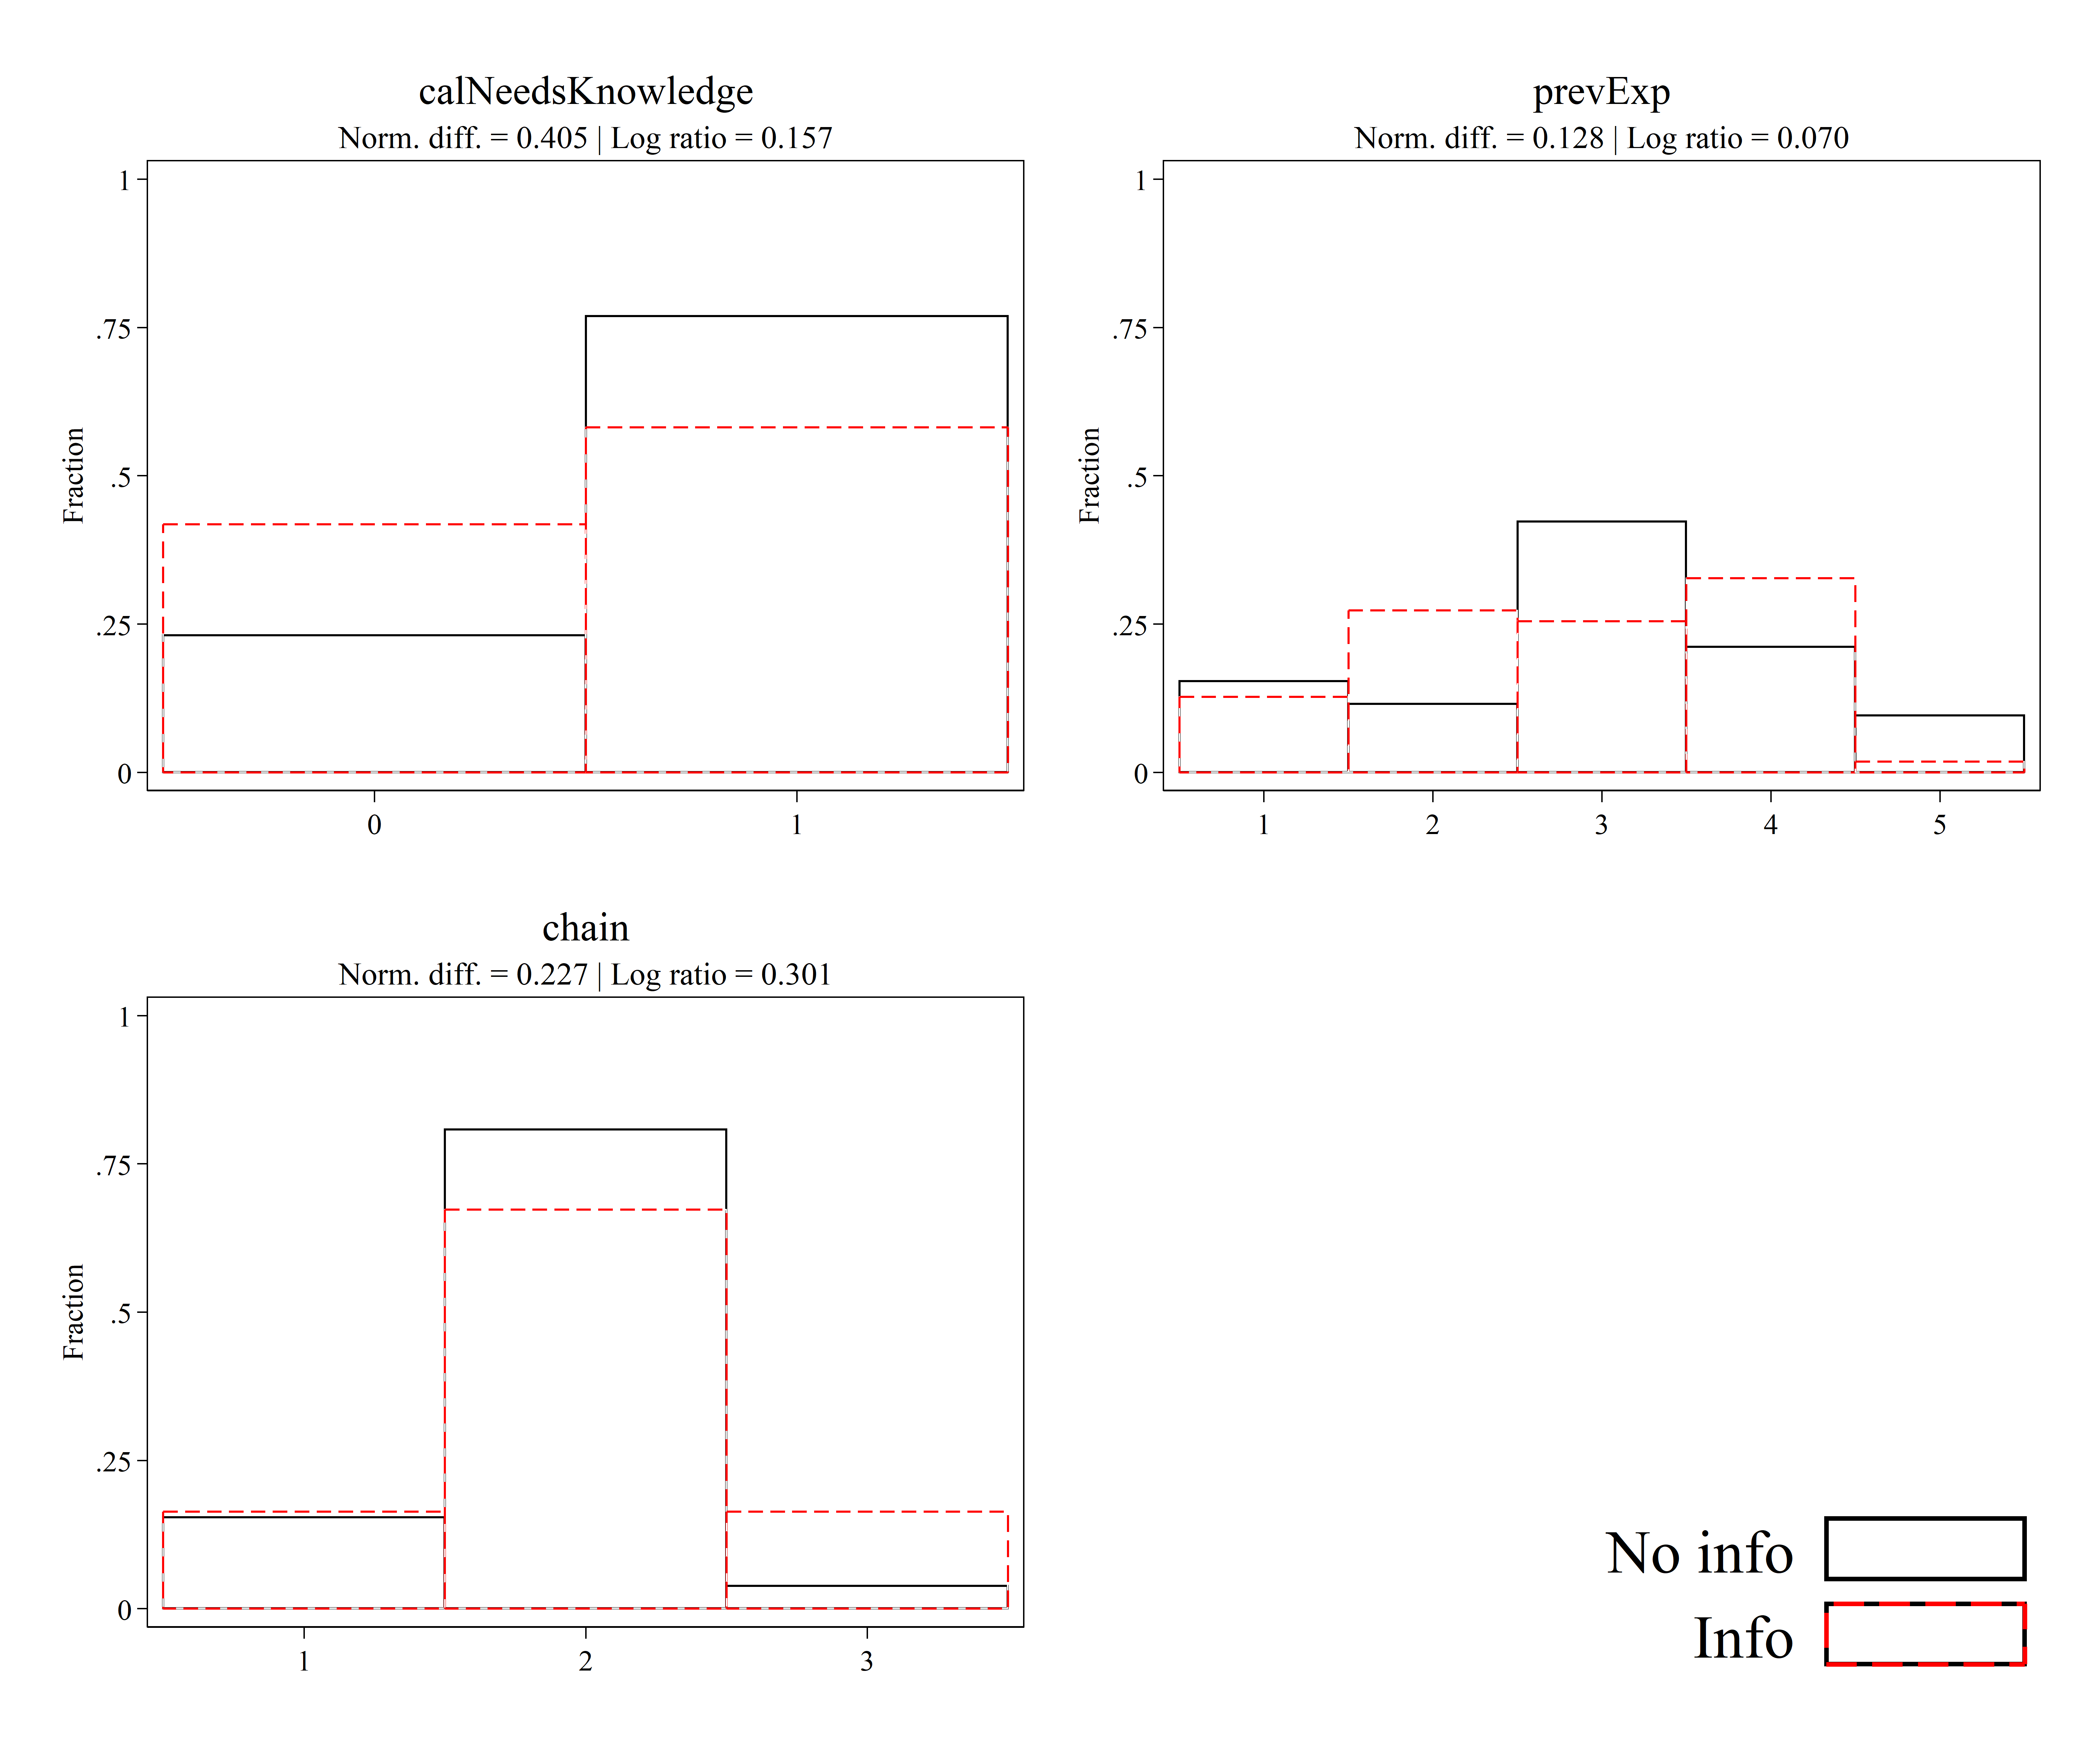 calNeedsKnowledge
Norm. diff. = 0.405 | Log ratio = 0.157
1
.75
.5
.25
0
Fraction
0 1
prevExp
Norm. diff. = 0.128 | Log ratio = 0.070
1
.75
.5
.25
0
Fraction
1 2 3 4 5
chain
Norm. diff. = 0.227 | Log ratio = 0.301
1
.75
.5
.25
0
Fraction
1 2 3
No info
Info